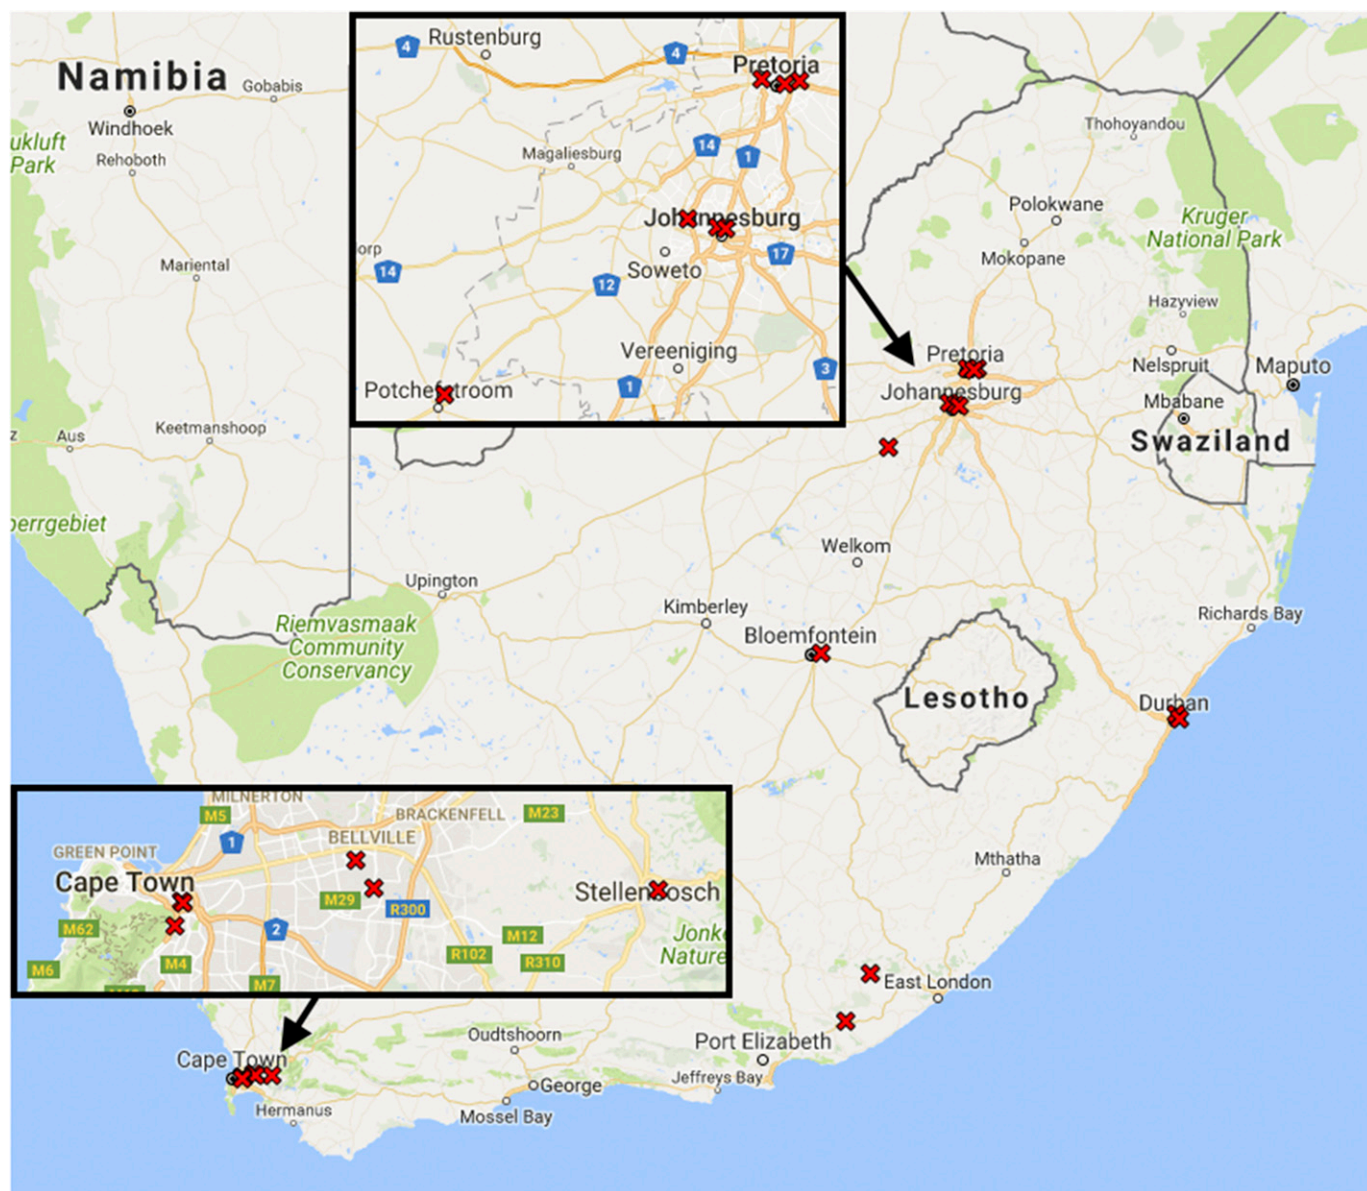 Namibia
Gobabis
Windhoek
Rehoboth
ukluft
Park
Mariental
Keetmanshoop
z
Aus
perrgebiet
4
Rustenburg
4
Pretoria
Magaliesburg
14
1
Johannesburg
orp
14
Soweto
17
12
Vereeniging
1
3
Potchefstroom
Thohoyandou
Polokwane
Mokopane
Kruger
National Park
Hazyview
Pretoria
Nelspruit
Maputo
Johannesburg
Mbabane
Swaziland
Welkom
Upington
Kimberley
Richards Bay
Riemvasmaak
Community
Conservancy
Bloemfontein
Lesotho
Durban
MILNERTON
M5
BRACKENFELL
M23
1
BELLVILLE
GREEN POINT
Cape Town
M29
R300
Stellenbosch
M62
2
M12
Jonk
Nature
M6
M4
R102
R310
M7
Mthatha
East London
Port Elizabeth
Oudtshoorn
Cape Town
Jeffreys Bay
George
Hermanus
Mossel Bay